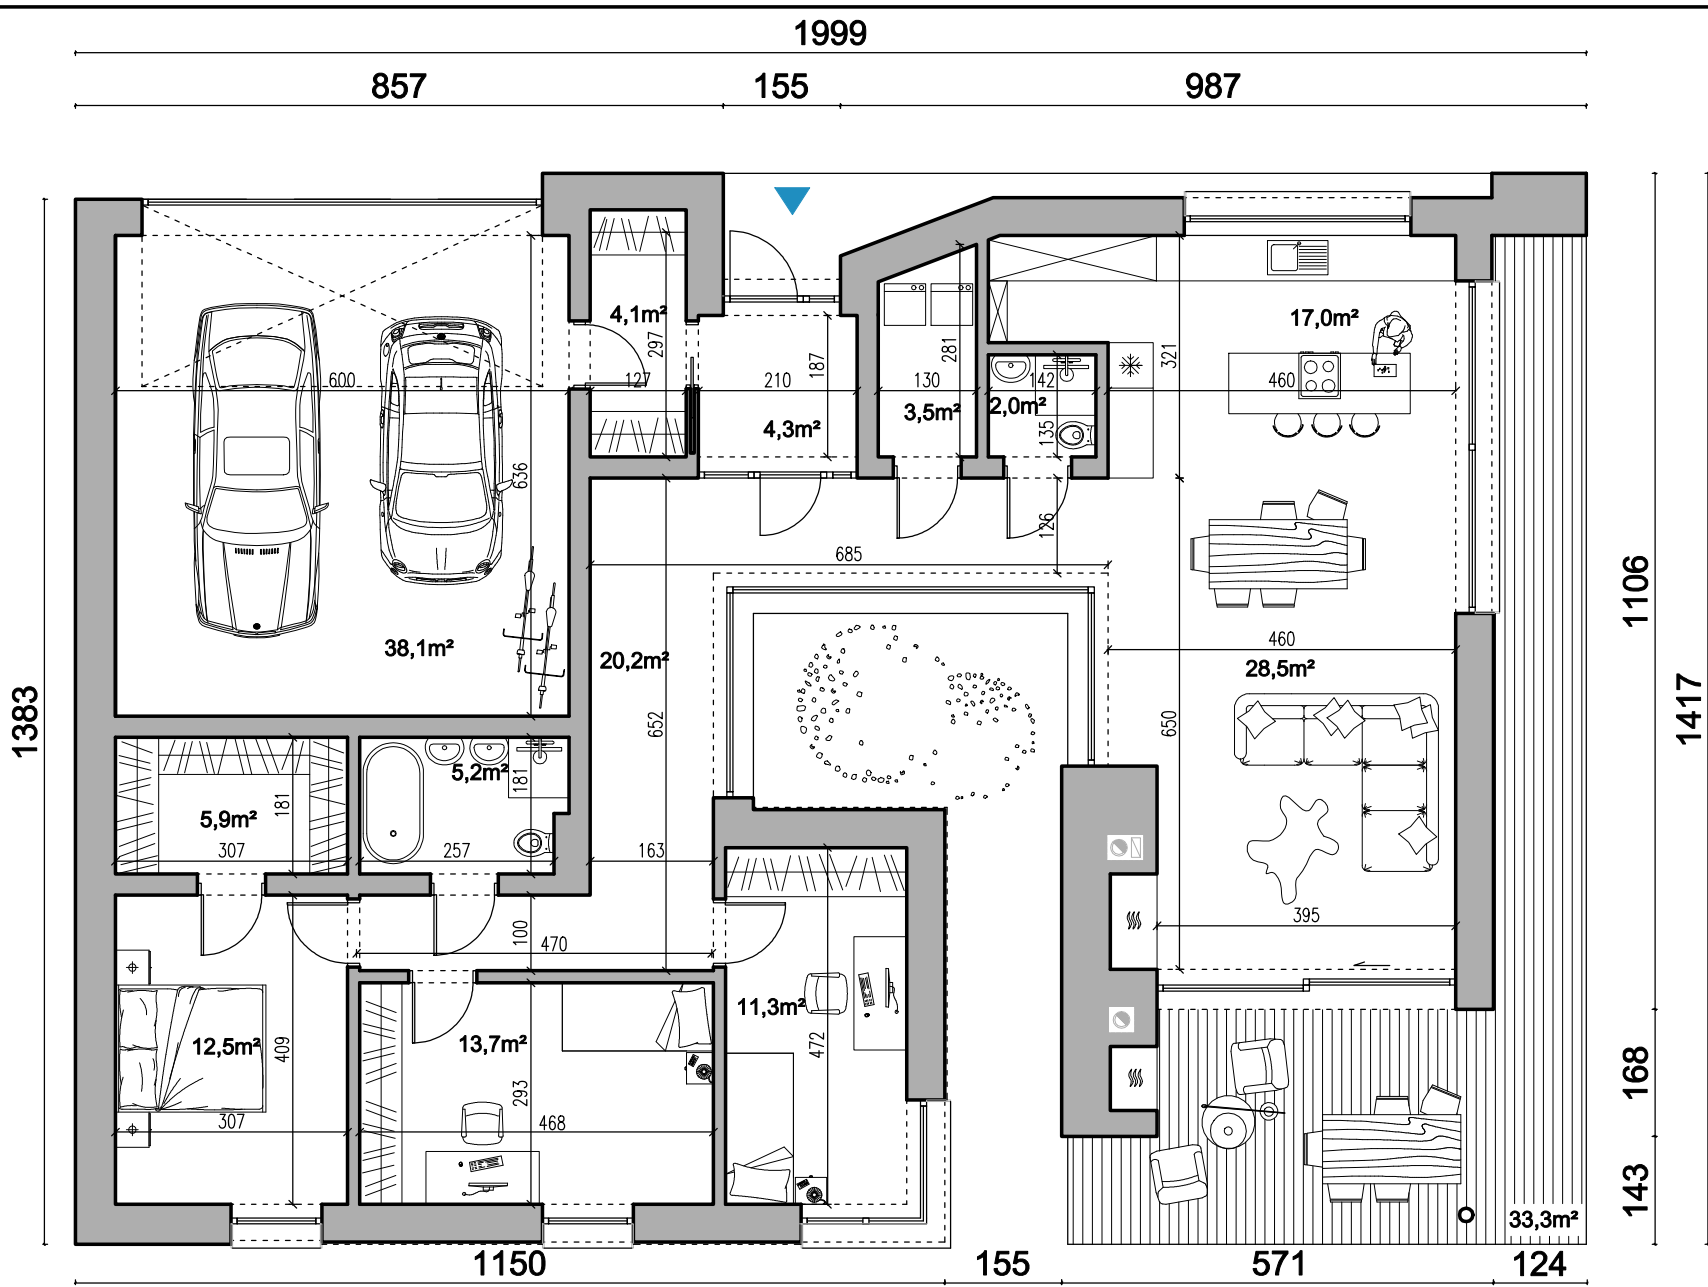 1999
857 155 987
4,1m²
297
187
281
17,0m²
321
600 127 210 130 142 460
4,3m² 3,5m² 2,0m²
135
636
126
685
1106
38,1m² 20,2m²
460
28,5m²
1383
652
650
1417
5,2m²
181
181
5,9m²
307 257 163
395
100
470
11,3m²
12,5m²
409
13,7m²
472
293
168
307 468
143
33,3m²
1150 155 571 124